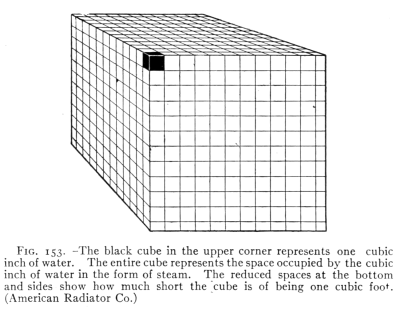 FIG. 153. –The black cube in the upper corner represents one cubic
inch of water. The entire cube represents the space occupied by the cubic
inch of water in the form of steam. The reduced spaces at the bottom
and sides show how much short the cube is of being one cubic foot.
(American Radiator Co.)